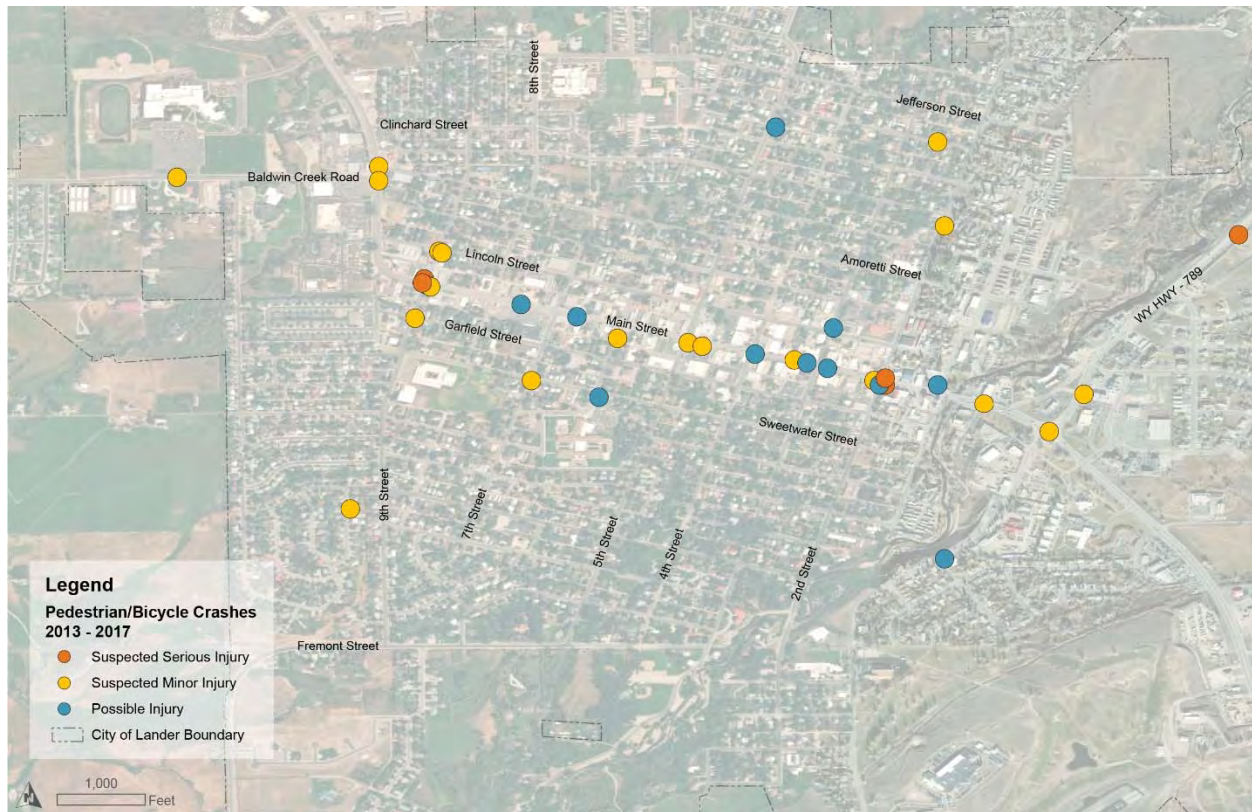 8th Street
Jefferson Street
Clinchard Street
Baldwin Creek Road
Lincoln Street
Amoretti Street
WY HWY - 789
Main Street
Garfield Street
Sweetwater Street
9th Street
7th Street
5th Street
4th Street
2nd Street
Fremont Street
Legend
Pedestrian/Bicycle Crashes
2013 - 2017
Suspected Serious Injury
Suspected Minor Injury
Possible Injury
City of Lander Boundary
N
1,000
Feet